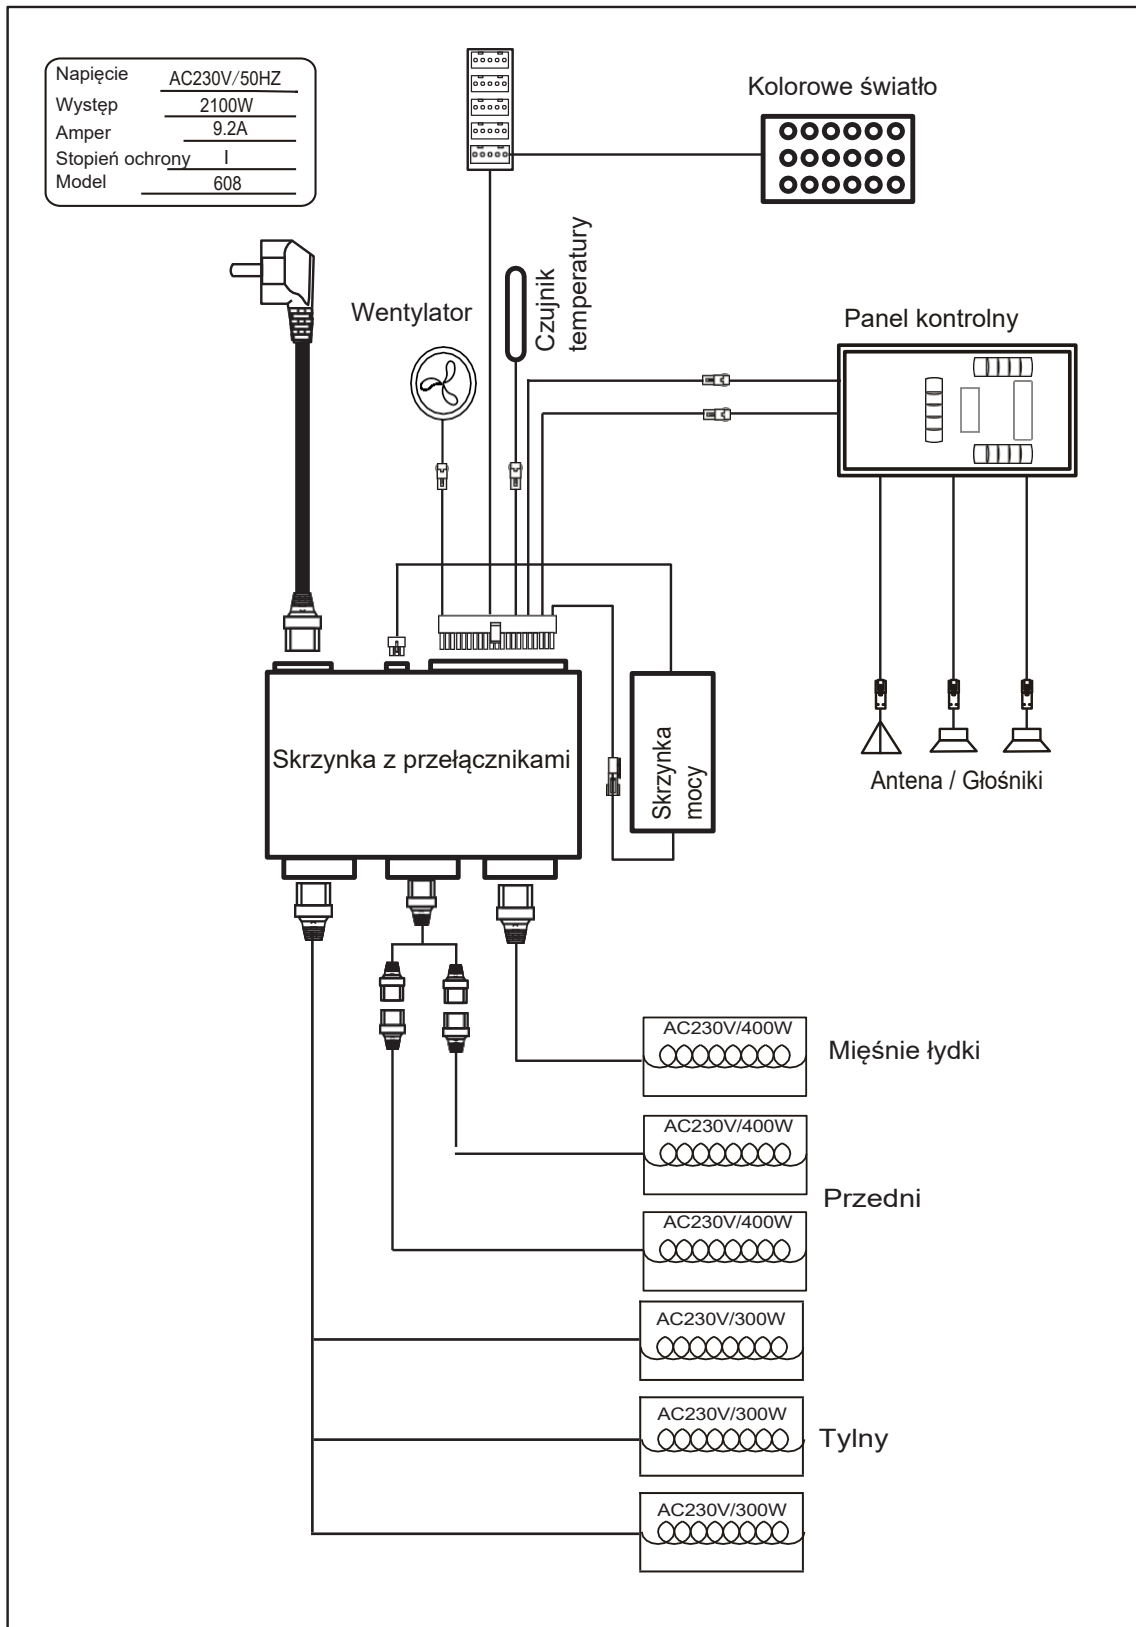 Napięcie AC230V/50HZ
Występ 2100W
Amper 9.2A
Stopień ochrony I
Model 608
Kolorowe światło
Wentylator
Czujnik
temperatury
Panel kontrolny
Skrzynka z przełącznikami
Skrzynka
mocy
Antena / Głośniki
AC230V/400W
Mięśnie łydki
AC230V/400W
Przedni
AC230V/400W
AC230V/300W
AC230V/300W
Tylny
AC230V/300W